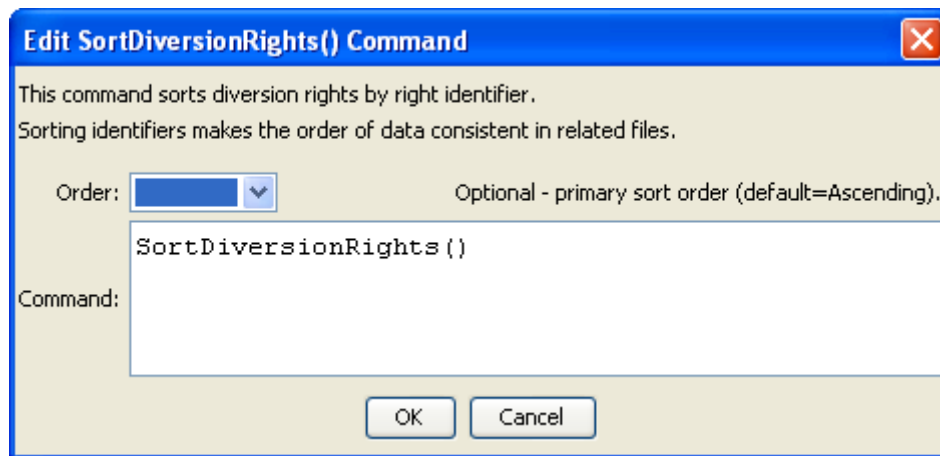 Edit SortDiversionRights() Command
This command sorts diversion rights by right identifier.
Sorting identifiers makes the order of data consistent in related files.
Order: Optional - primary sort order (default=Ascending).
SortDiversionRights()
Command:
OK Cancel